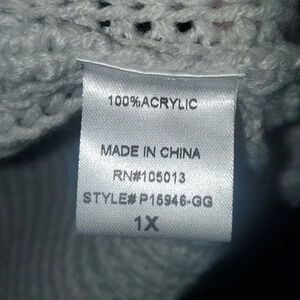 100%ACRYLIC
MADE IN CHINA
RN#105013
STYLE# P15946-GG
1X